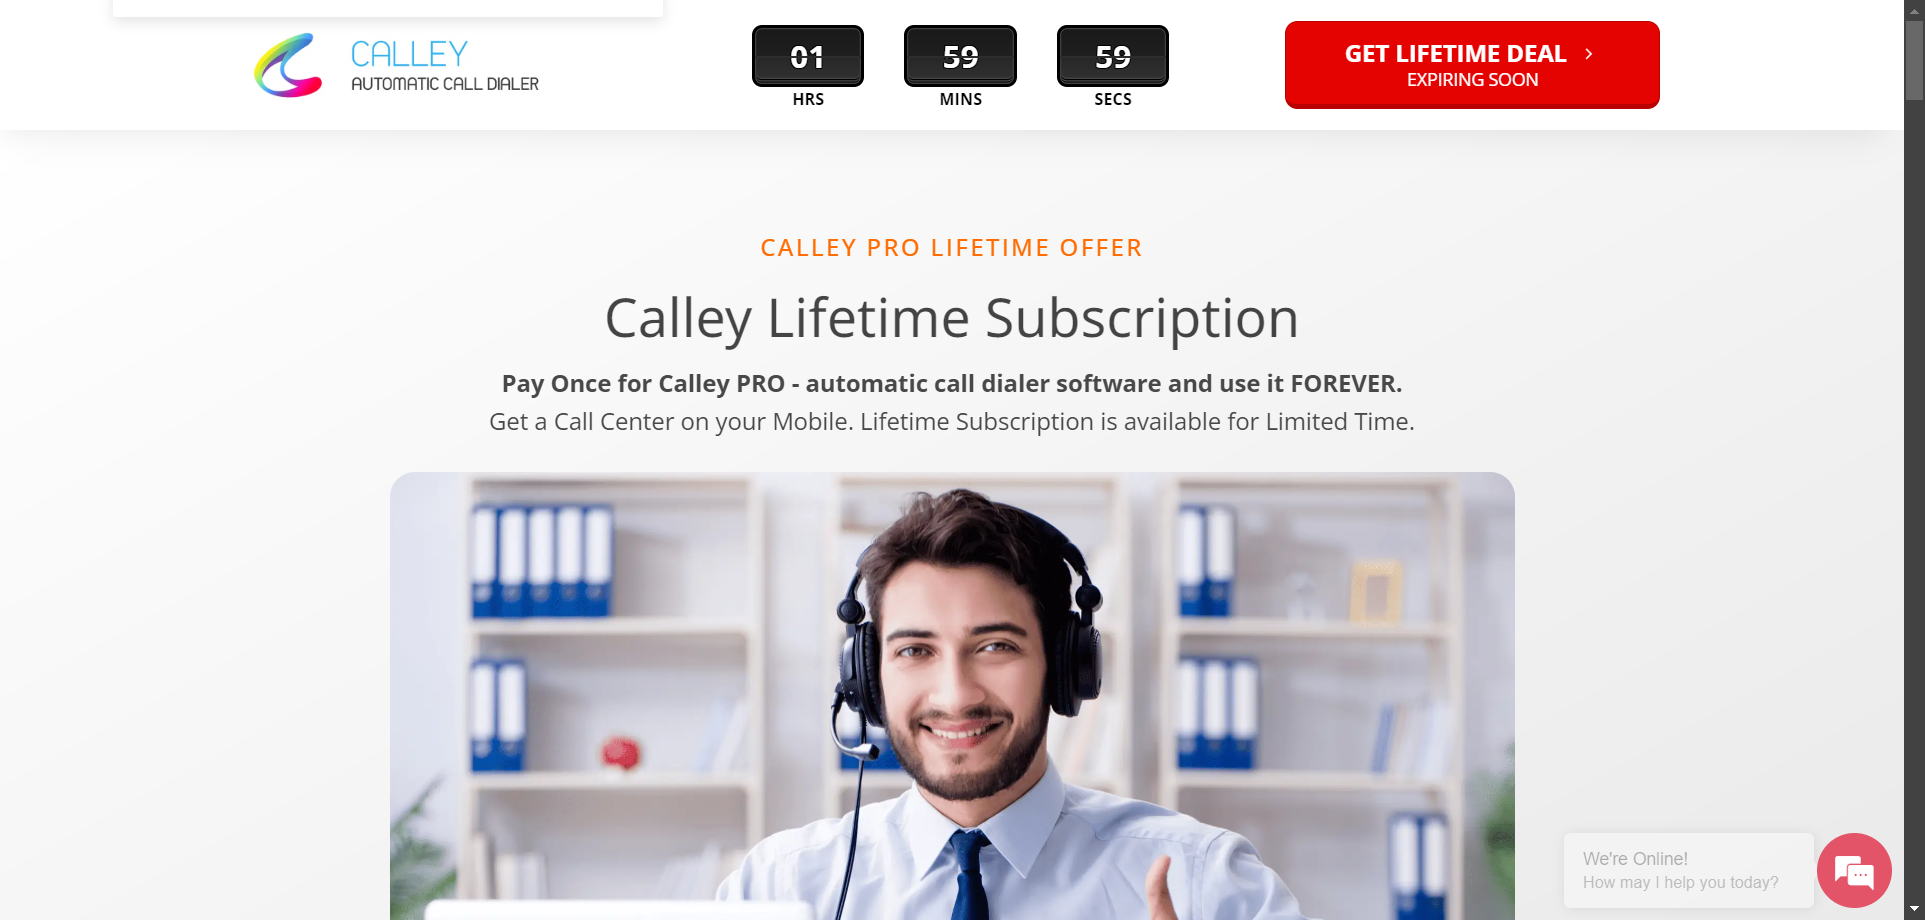 CALLEY
AUTOMATIC CALL DIALER
01 59 59
HRS MINS SECS
GET LIFETIME DEAL
EXPIRING SOON
CALLEY PRO LIFETIME OFFER
Calley Lifetime Subscription
Pay Once for Calley PRO - automatic call dialer software and use it FOREVER.
Get a Call Center on your Mobile. Lifetime Subscription is available for Limited Time.
We're Online!
How may I help you today?